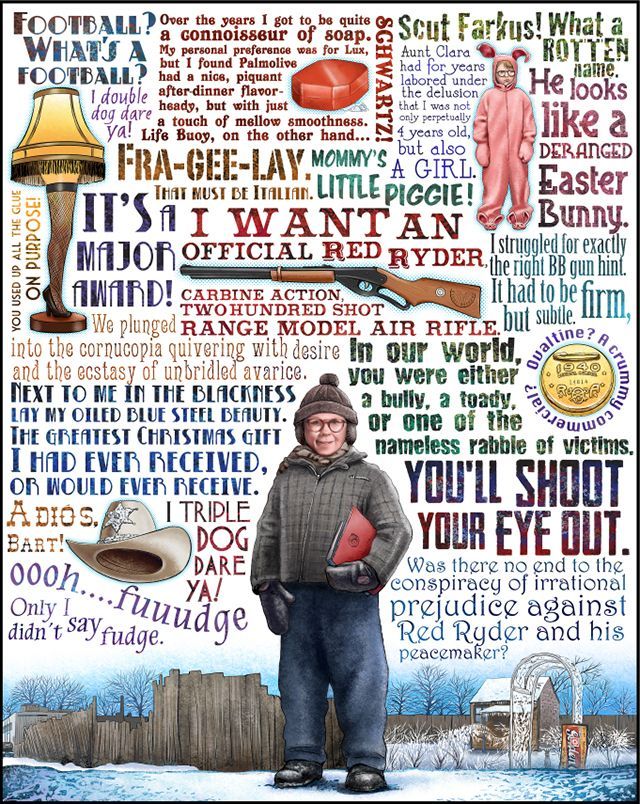 FOOTBALL?
WHAT'S A
FOOTBALL?
I double
dog dare
ya!
Over the years I got to be quite
a connoisseur of soap.
My personal preference was for Lux,
but I found Palmolive
had a nice, piquant
after-dinner flavor-
heady, but with just
a touch of mellow smoothness.
Life Buoy, on the other hand...
SCHWARTZ!
Scut Farkus! What a
ROTTEN
name.
Aunt Clara
had for years
labored under
the delusion
that I was not
only perpetually
4 years old,
but also
A GIRL.
He looks
like a
DERANGED
Easter
Bunny.
FRA-GEE-LAY.
THAT MUST BE ITALIAN.
MOMMY'S
LITTLE PIGGIE!
YOU USED UP ALL THE GLUE
ON PURPOSE!
IT'S A
MAJOR
AWARD!
I WANT AN
OFFICIAL RED RYDER,
CARBINE ACTION,
TWO HUNDRED SHOT
RANGE MODEL AIR RIFLE.
I struggled for exactly
the right BB gun hint.
It had to be firm,
but subtle.
We plunged
into the cornucopia quivering with desire
and the ecstasy of unbridled avarice.
In our world,
you were either
a bully, a toady,
or one of the
nameless rabble of victims.
Ovaltine? A crummy commercial?
1940
NEXT TO ME IN THE BLACKNESS
LAY MY OILED BLUE STEEL BEAUTY.
THE GREATEST CHRISTMAS GIFT
I HAD EVER RECEIVED,
OR WOULD EVER RECEIVE.
YOU'LL SHOOT
YOUR EYE OUT.
ADIOS,
BART!
I TRIPLE
DOG
DARE
YA!
oooh....fuuudge
Only I
didn't say
fudge.
Was there no end to the
conspiracy of irrational
prejudice against
Red Ryder and his
peacemaker?